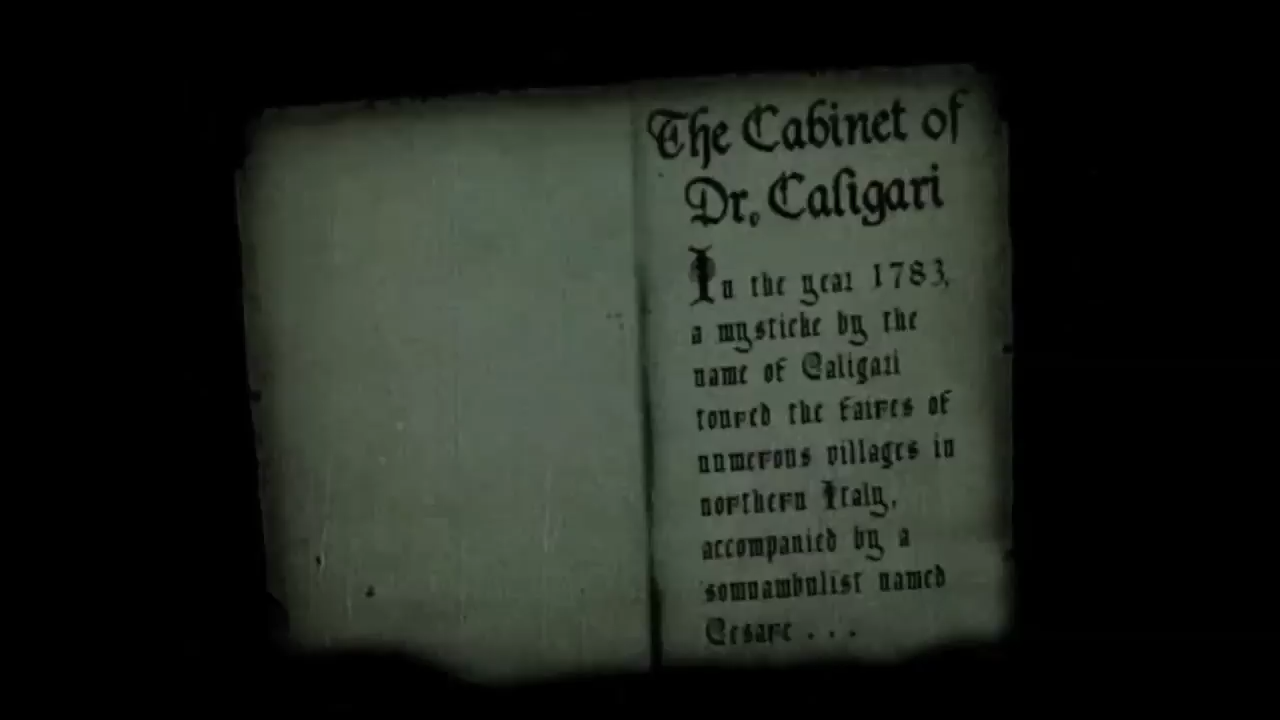 The Cabinet of
Dr. Caligari
In the year 1783,
a mysticke by the
name of Caligari
toured the faires of
numerous villages in
northern Italy,
accompanied by a
somnambulist named
Cesare . . .